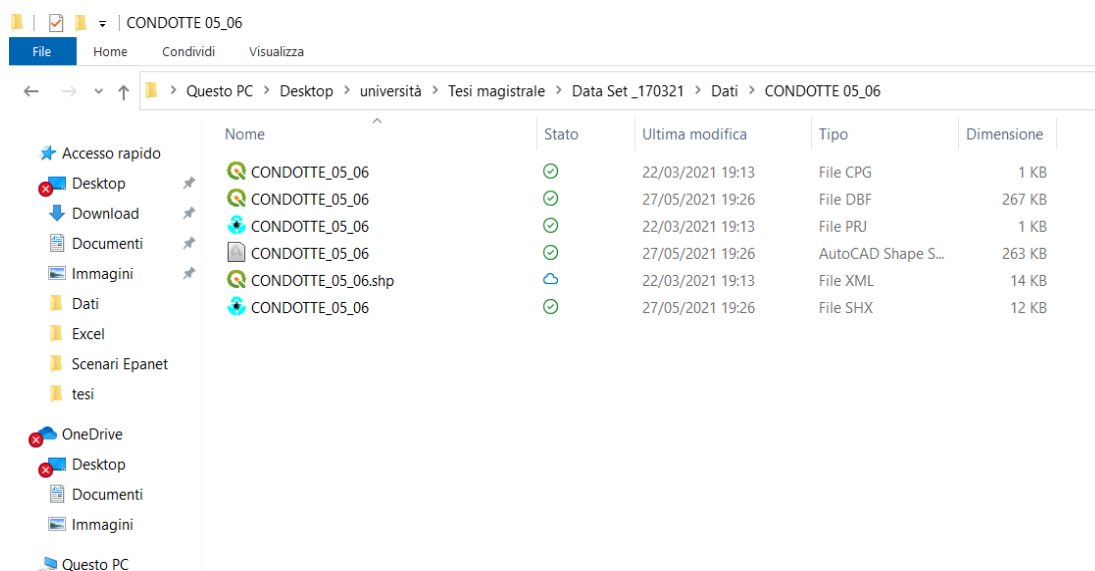 CONDOTTE 05_06
File Home Condividi Visualizza
Questo PC > Desktop > università > Tesi magistrale > Data Set _170321 > Dati > CONDOTTE 05_06
Nome Stato Ultima modifica Tipo Dimensione
Accesso rapido
CONDOTTE_05_06 22/03/2021 19:13 File CPG 1 KB
Desktop
CONDOTTE_05_06 27/05/2021 19:26 File DBF 267 KB
Download
CONDOTTE_05_06 22/03/2021 19:13 File PRJ 1 KB
Documenti
CONDOTTE_05_06 27/05/2021 19:26 AutoCAD Shape S... 263 KB
Immagini
CONDOTTE_05_06.shp 22/03/2021 19:13 File XML 14 KB
Dati
CONDOTTE_05_06 27/05/2021 19:26 File SHX 12 KB
Excel
Scenari Epanet
tesi
OneDrive
Desktop
Documenti
Immagini
Questo PC